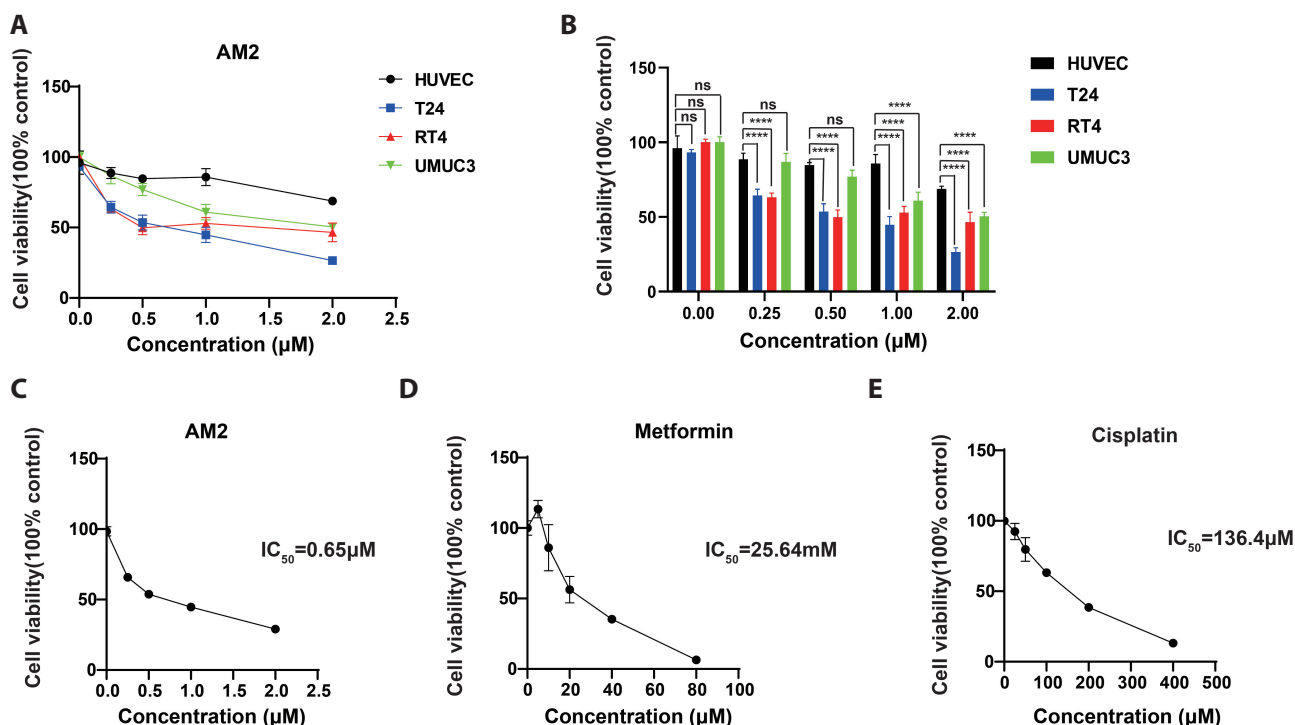 A
AM2
Cell viability(100% control)
150
100
50
0
0.0 0.5 1.0 1.5 2.0 2.5
Concentration (μM)
HUVEC
T24
RT4
UMUC3
B
Cell viability(100% control)
150
100
50
0
ns
ns
ns
ns
****
****
ns
****
****
****
****
****
****
****
****
0.00 0.25 0.50 1.00 2.00
Concentration (μM)
HUVEC
T24
RT4
UMUC3
C
AM2
Cell viability(100% control)
150
100
50
0
0.0 0.5 1.0 1.5 2.0 2.5
Concentration (μM)
IC50=0.65μM
D
Metformin
Cell viability(100% control)
150
100
50
0
0 20 40 60 80 100
Concentration (μM)
IC50=25.64mM
E
Cisplatin
Cell viability(100% control)
150
100
50
0
0 100 200 300 400 500
Concentration (μM)
IC50=136.4μM